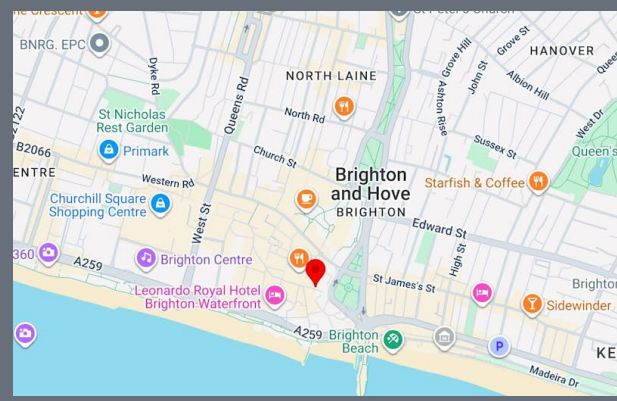 Crescent
St Peter's Church
BNRG. EPC
Dyke Rd
Queens Rd
NORTH LAINE
Grove Hill
Grove St
HANOVER
John St
Albion Hill
Ashton Rise
St Nicholas
Rest Garden
North Rd
West Dr
B2122
B2066
Primark
Church St
Sussex St
Queen's
ENTRE
Western Rd
Brighton
and Hove
BRIGHTON
Starfish & Coffee
Churchill Square
Shopping Centre
West St
Edward St
360
A259
Brighton Centre
High St
St James's St
Brighto
Leonardo Royal Hotel
Brighton Waterfront
Sidewinder
A259
Brighton
Beach
P
KE
Madeira Dr